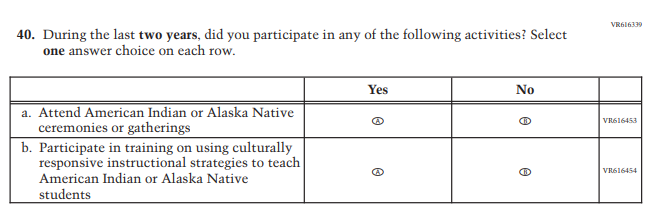 VR616339
40. During the last two years, did you participate in any of the following activities? Select
one answer choice on each row.
Yes No
a. Attend American Indian or Alaska Native
ceremonies or gatherings
A B VR616453
b. Participate in training on using culturally
responsive instructional strategies to teach
American Indian or Alaska Native
students
A B VR616454